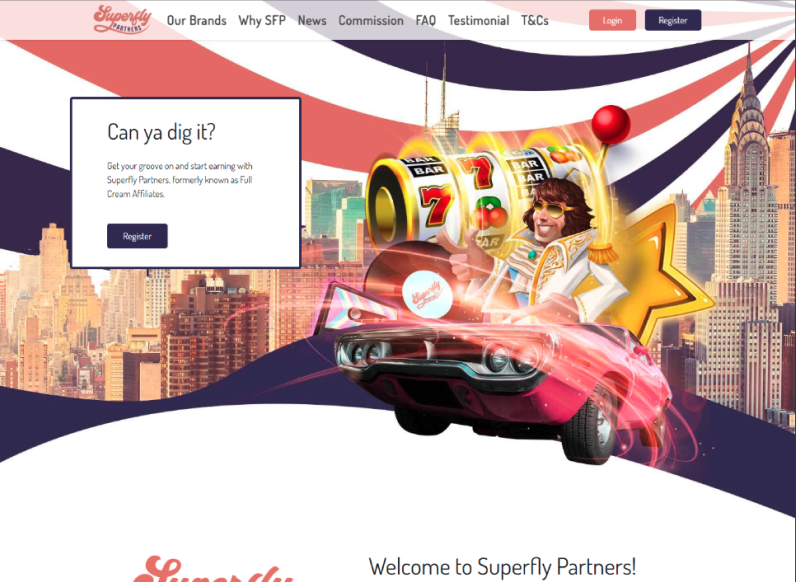 Superfly
PARTNERS
Our Brands Why SFP News Commission FAQ Testimonial T&Cs
Login Register
Can ya dig it?
Get your groove on and start earning with
Superfly Partners, formerly known as Full
Cream Affiliates.
Register
BAR BAR
BAR 7 BAR
7 BAR
BAR
Superfly
Superfly
Welcome to Superfly Partners!